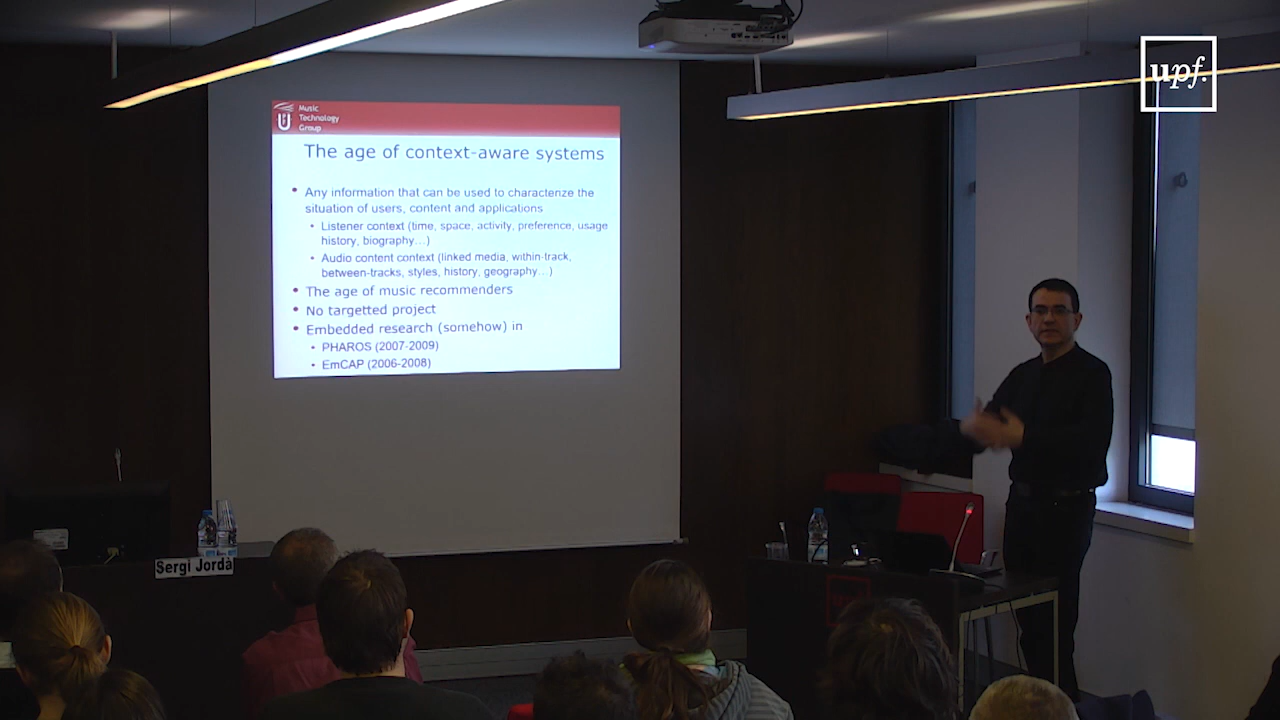 upf.
Music
Technology
Group
The age of context-aware systems
Any information that can be used to characterize the
situation of users, content and applications
Listener context (time, space, activity, preference, usage
history, biography…)
Audio content context (linked media, within-track,
between-tracks, styles, history, geography…)
The age of music recommenders
No targetted project
Embedded research (somehow) in
PHAROS (2007-2009)
EmCAP (2006-2008)
Sergi Jordà